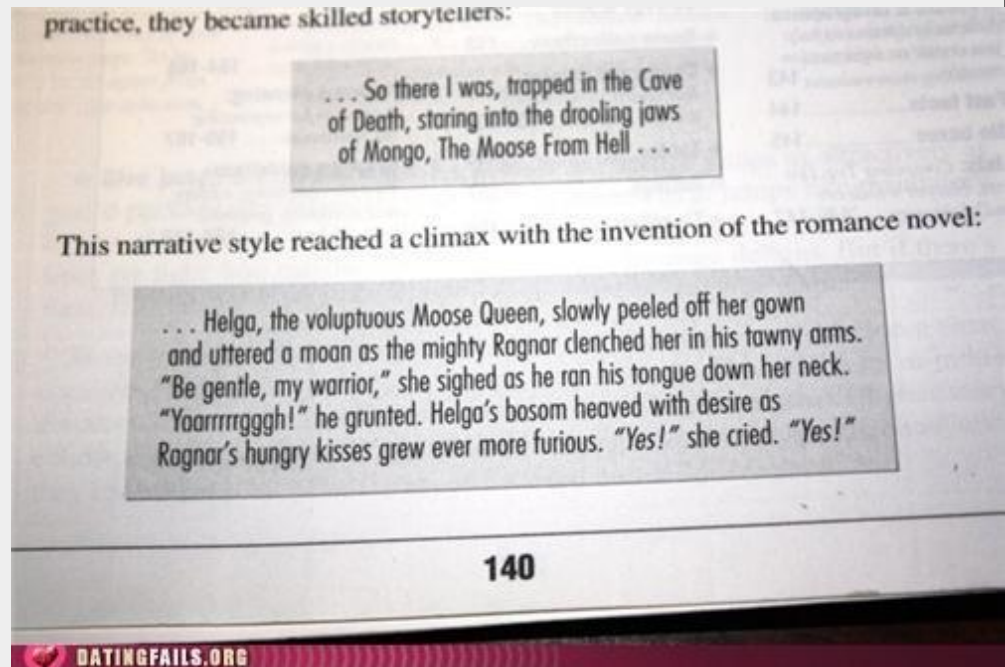 practice, they became skilled storytellers:
. . . So there I was, trapped in the Cave
of Death, staring into the drooling jaws
of Mongo, The Moose From Hell . . .
This narrative style reached a climax with the invention of the romance novel:
. . . Helga, the voluptuous Moose Queen, slowly peeled off her gown
and uttered a moan as the mighty Ragnar clenched her in his tawny arms.
“Be gentle, my warrior,” she sighed as he ran his tongue down her neck.
“Yaarrrrrgggh!” he grunted. Helga’s bosom heaved with desire as
Ragnar’s hungry kisses grew ever more furious. “Yes!” she cried. “Yes!”
140
DATINGFAILS.ORG